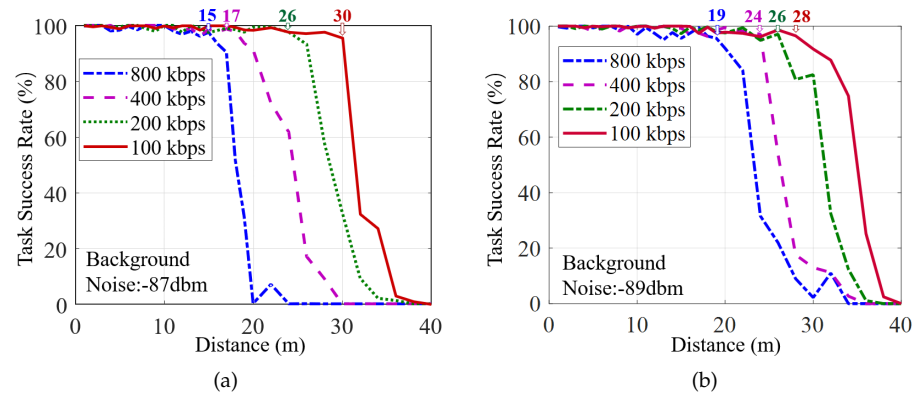 15 17 26 30
100
80
60
40
20
0
Task Success Rate (%)
800 kbps
400 kbps
200 kbps
100 kbps
Background
Noise:-87dbm
0 10 20 30 40
Distance (m)
(a)
19 24 26 28
100
80
60
40
20
0
Task Success Rate (%)
800 kbps
400 kbps
200 kbps
100 kbps
Background
Noise:-89dbm
0 10 20 30 40
Distance (m)
(b)